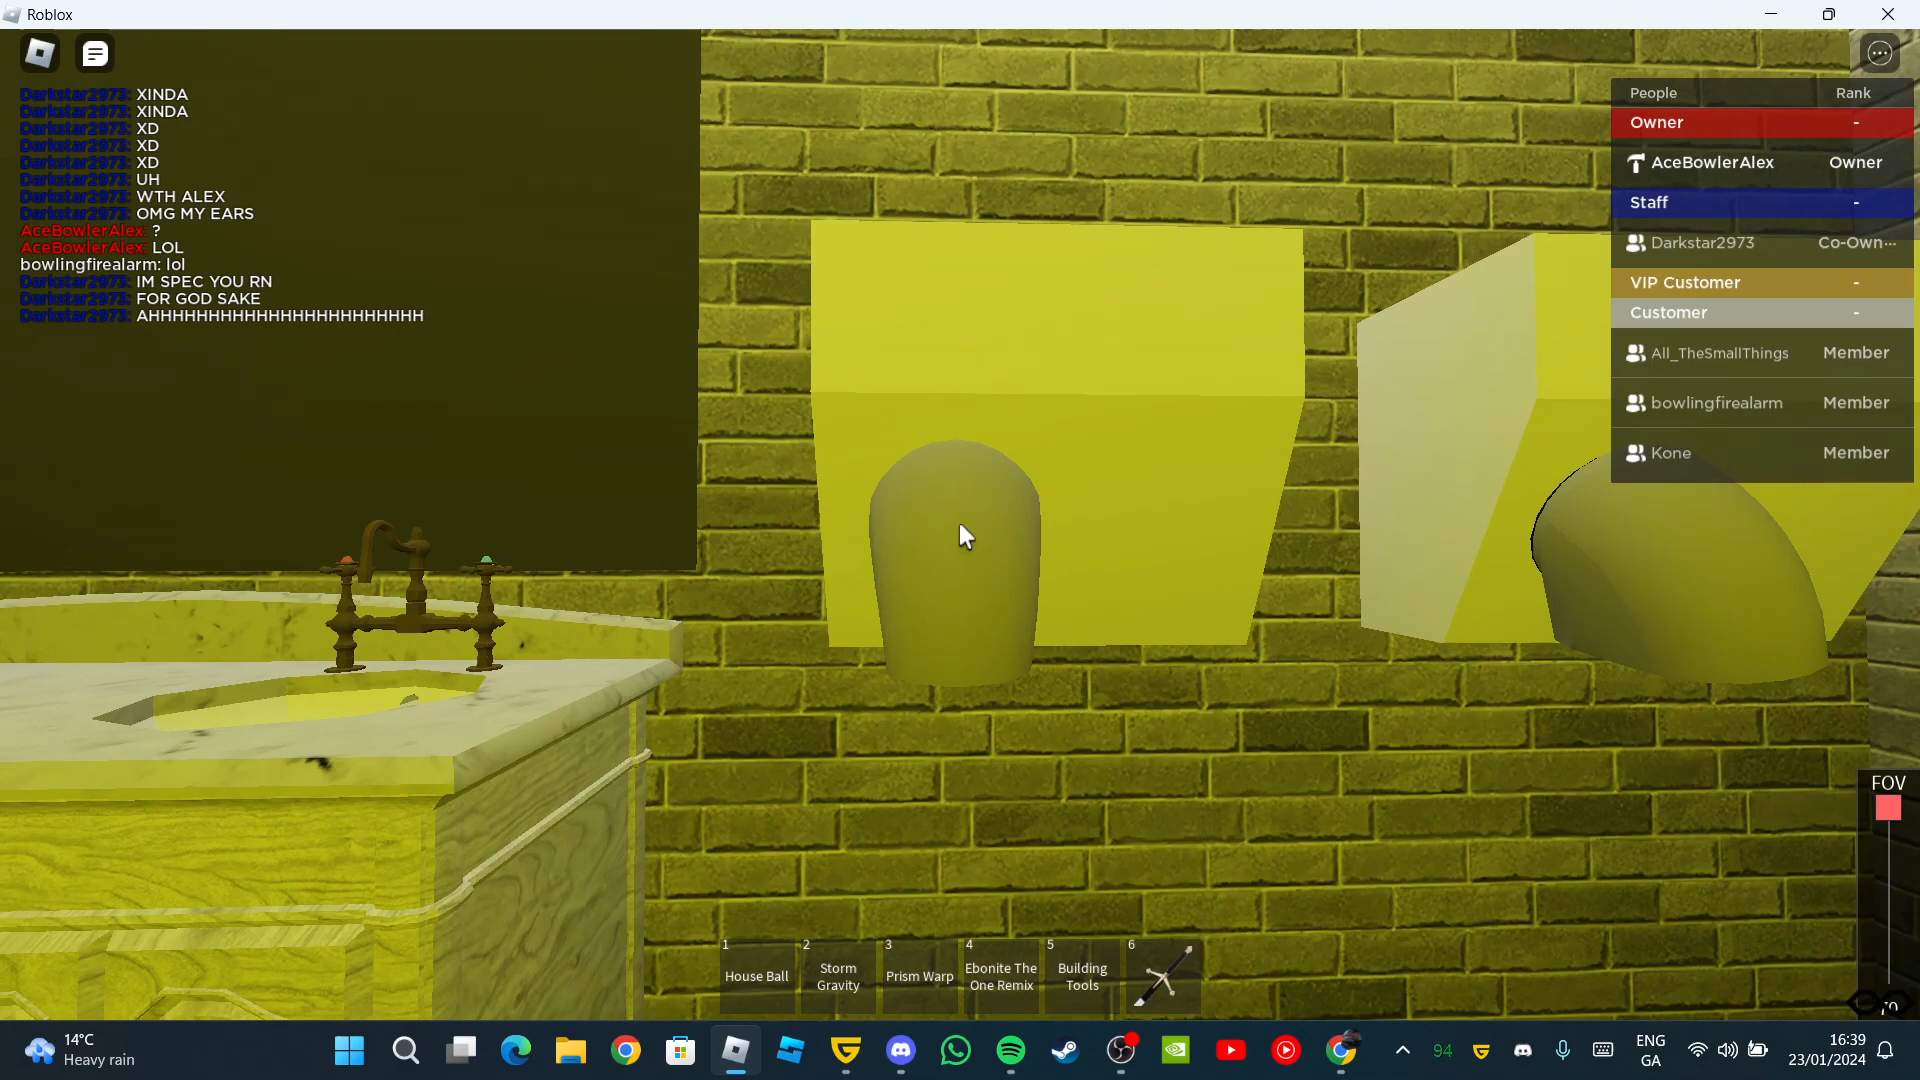 Roblox
Darkstar2973: XINDA
Darkstar2973: XINDA
Darkstar2973: XD
Darkstar2973: XD
Darkstar2973: XD
Darkstar2973: UH
Darkstar2973: WTH ALEX
Darkstar2973: OMG MY EARS
AceBowlerAlex: ?
AceBowlerAlex: LOL
bowlingfirealarm: lol
Darkstar2973: IM SPEC YOU RN
Darkstar2973: FOR GOD SAKE
Darkstar2973: AHHHHHHHHHHHHHHHHHHHHHHH
People Rank
Owner -
AceBowlerAlex Owner
Staff -
Darkstar2973 Co-Own...
VIP Customer -
Customer -
All_TheSmallThings Member
bowlingfirealarm Member
Kone Member
FOV
70
1 2 3 4 5 6
House Ball Storm Gravity Prism Warp Ebonite The One Remix Building Tools
14°C
Heavy rain
94
ENG
GA
16:39
23/01/2024